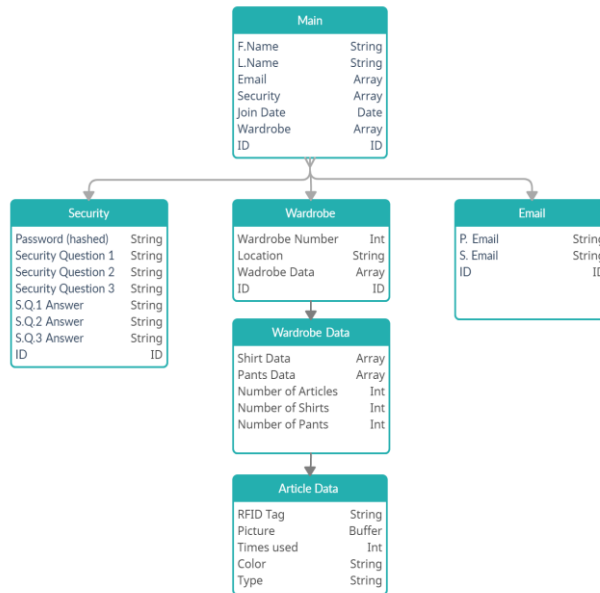 Main
F.Name String
L.Name String
Email Array
Security Array
Join Date Date
Wardrobe Array
ID ID
Security
Password (hashed) String
Security Question 1 String
Security Question 2 String
Security Question 3 String
S.Q.1 Answer String
S.Q.2 Answer String
S.Q.3 Answer String
ID ID
Wardrobe
Wardrobe Number Int
Location String
Wadrobe Data Array
ID ID
Email
P. Email String
S. Email String
ID ID
Wardrobe Data
Shirt Data Array
Pants Data Array
Number of Articles Int
Number of Shirts Int
Number of Pants Int
Article Data
RFID Tag String
Picture Buffer
Times used Int
Color String
Type String